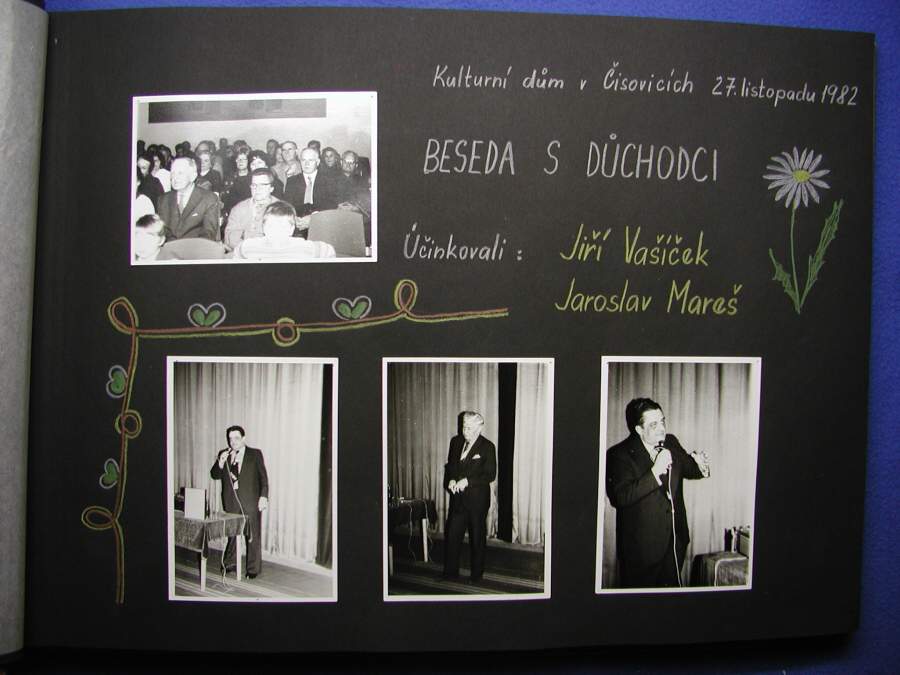 Kulturní dům v Čisovicích 27. listopadu 1982
BESEDA S DŮCHODCI
Účinkovali : Jiří Vašíček
Jaroslav Mareš